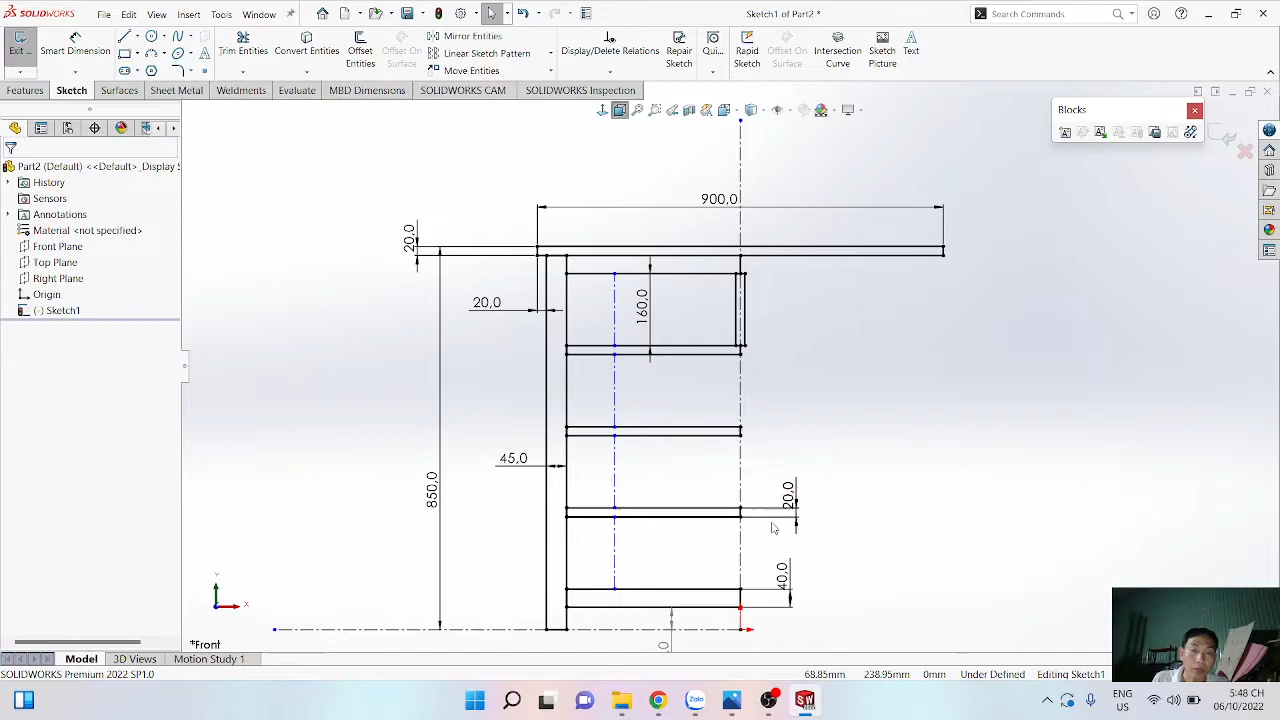 SOLIDWORKS
File Edit View Insert Tools Window
Sketch1 of Part2 *
Search Commands
Exit ...
Smart Dimension
Trim Entities
Convert Entities
Offset Entities
Offset On Surface
Mirror Entities
Linear Sketch Pattern
Move Entities
Display/Delete Relations
Repair Sketch
Qui...
Rapid Sketch
Offset On Surface
Intersection Curve
Sketch Picture
Text
Features Sketch Surfaces Sheet Metal Weldments Evaluate MBD Dimensions SOLIDWORKS CAM SOLIDWORKS Inspection
Blocks
Part2 (Default) <<Default>_Display S
History
Sensors
Annotations
Material <not specified>
Front Plane
Top Plane
Right Plane
Origin
(-) Sketch1
900,0
20,0
20,0
160,0
45,0
850,0
20,0
40,0
0
Y
X
*Front
Model 3D Views Motion Study 1
SOLIDWORKS Premium 2022 SP1.0
68.85mm 238.95mm 0mm Editing Sketch1
Zalo
SW
2022
ENG
US
5:48 CH
06/10/2022